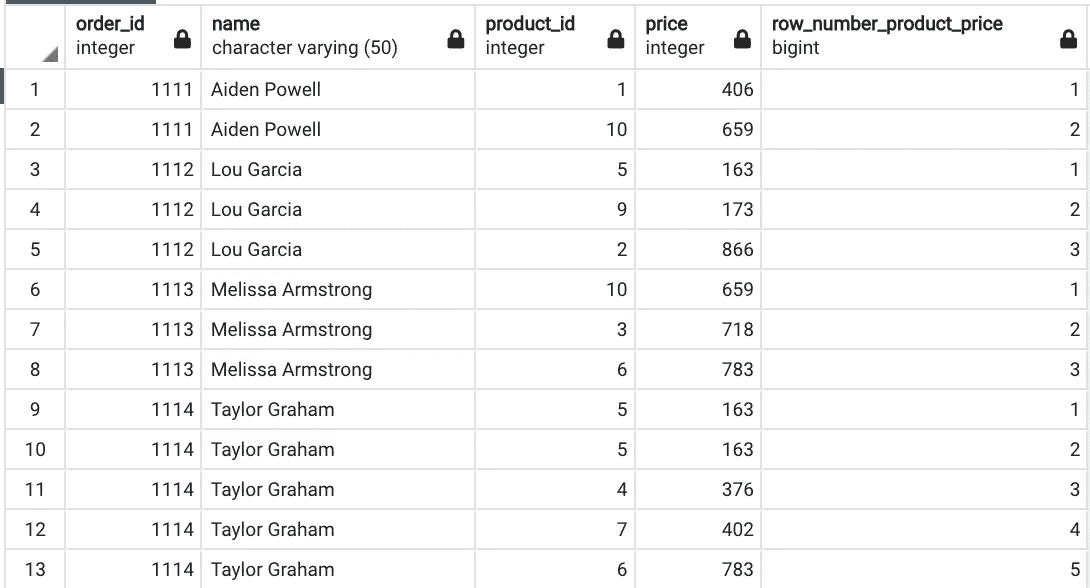 order_id name product_id price row_number_product_price
integer character varying (50) integer integer bigint
1 1111 Aiden Powell 1 406 1
2 1111 Aiden Powell 10 659 2
3 1112 Lou Garcia 5 163 1
4 1112 Lou Garcia 9 173 2
5 1112 Lou Garcia 2 866 3
6 1113 Melissa Armstrong 10 659 1
7 1113 Melissa Armstrong 3 718 2
8 1113 Melissa Armstrong 6 783 3
9 1114 Taylor Graham 5 163 1
10 1114 Taylor Graham 5 163 2
11 1114 Taylor Graham 4 376 3
12 1114 Taylor Graham 7 402 4
13 1114 Taylor Graham 6 783 5